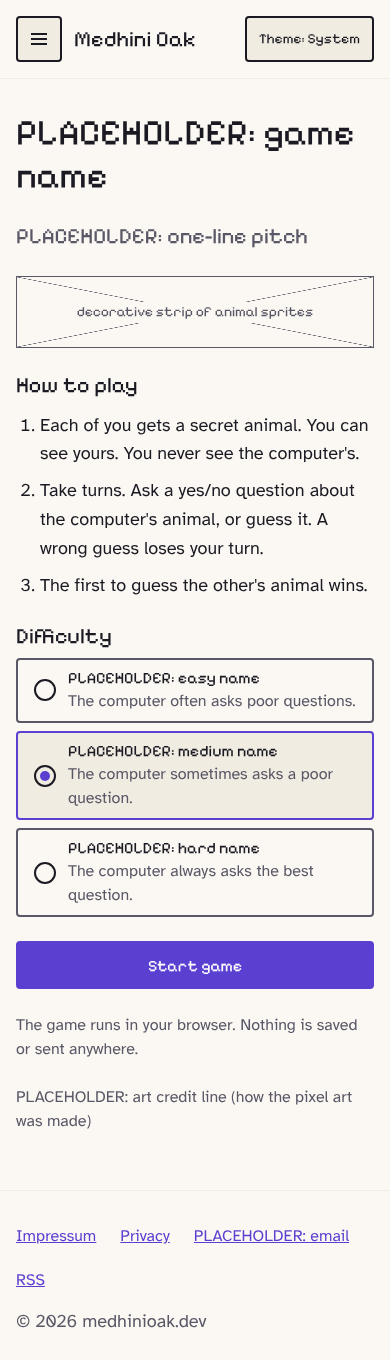 Medhini Oak
Theme: System
PLACEHOLDER: game
name
PLACEHOLDER: one-line pitch
decorative strip of animal sprites
How to play
1. Each of you gets a secret animal. You can
see yours. You never see the computer's.
2. Take turns. Ask a yes/no question about
the computer's animal, or guess it. A
wrong guess loses your turn.
3. The first to guess the other's animal wins.
Difficulty
PLACEHOLDER: easy name
The computer often asks poor questions.
PLACEHOLDER: medium name
The computer sometimes asks a poor
question.
PLACEHOLDER: hard name
The computer always asks the best
question.
Start game
The game runs in your browser. Nothing is saved
or sent anywhere.
PLACEHOLDER: art credit line (how the pixel art
was made)
Impressum Privacy PLACEHOLDER: email
RSS
© 2026 medhinioak.dev